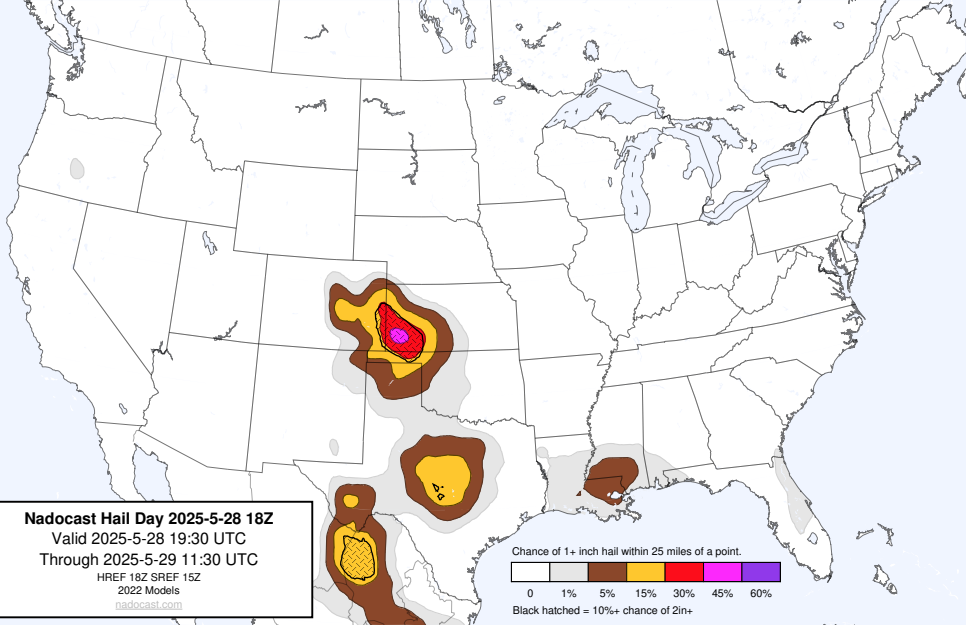 Nadocast Hail Day 2025-5-28 18Z
Valid 2025-5-28 19:30 UTC
Through 2025-5-29 11:30 UTC
HREF 18Z SREF 15Z
2022 Models
nadocast.com
Chance of 1+ inch hail within 25 miles of a point.
0 1% 5% 15% 30% 45% 60%
Black hatched = 10%+ chance of 2in+